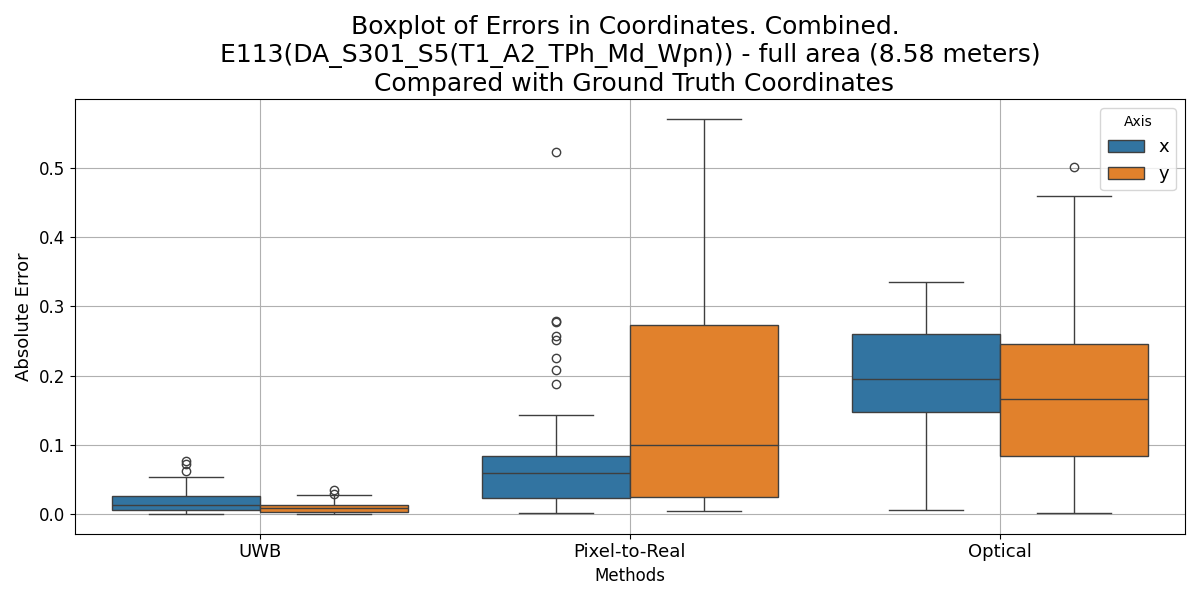 Boxplot of Errors in Coordinates. Combined.
E113(DA_S301_S5(T1_A2_TPh_Md_Wpn)) - full area (8.58 meters)
Compared with Ground Truth Coordinates
Axis
x
y
Absolute Error
0.5
0.4
0.3
0.2
0.1
0.0
UWB
Pixel-to-Real
Optical
Methods